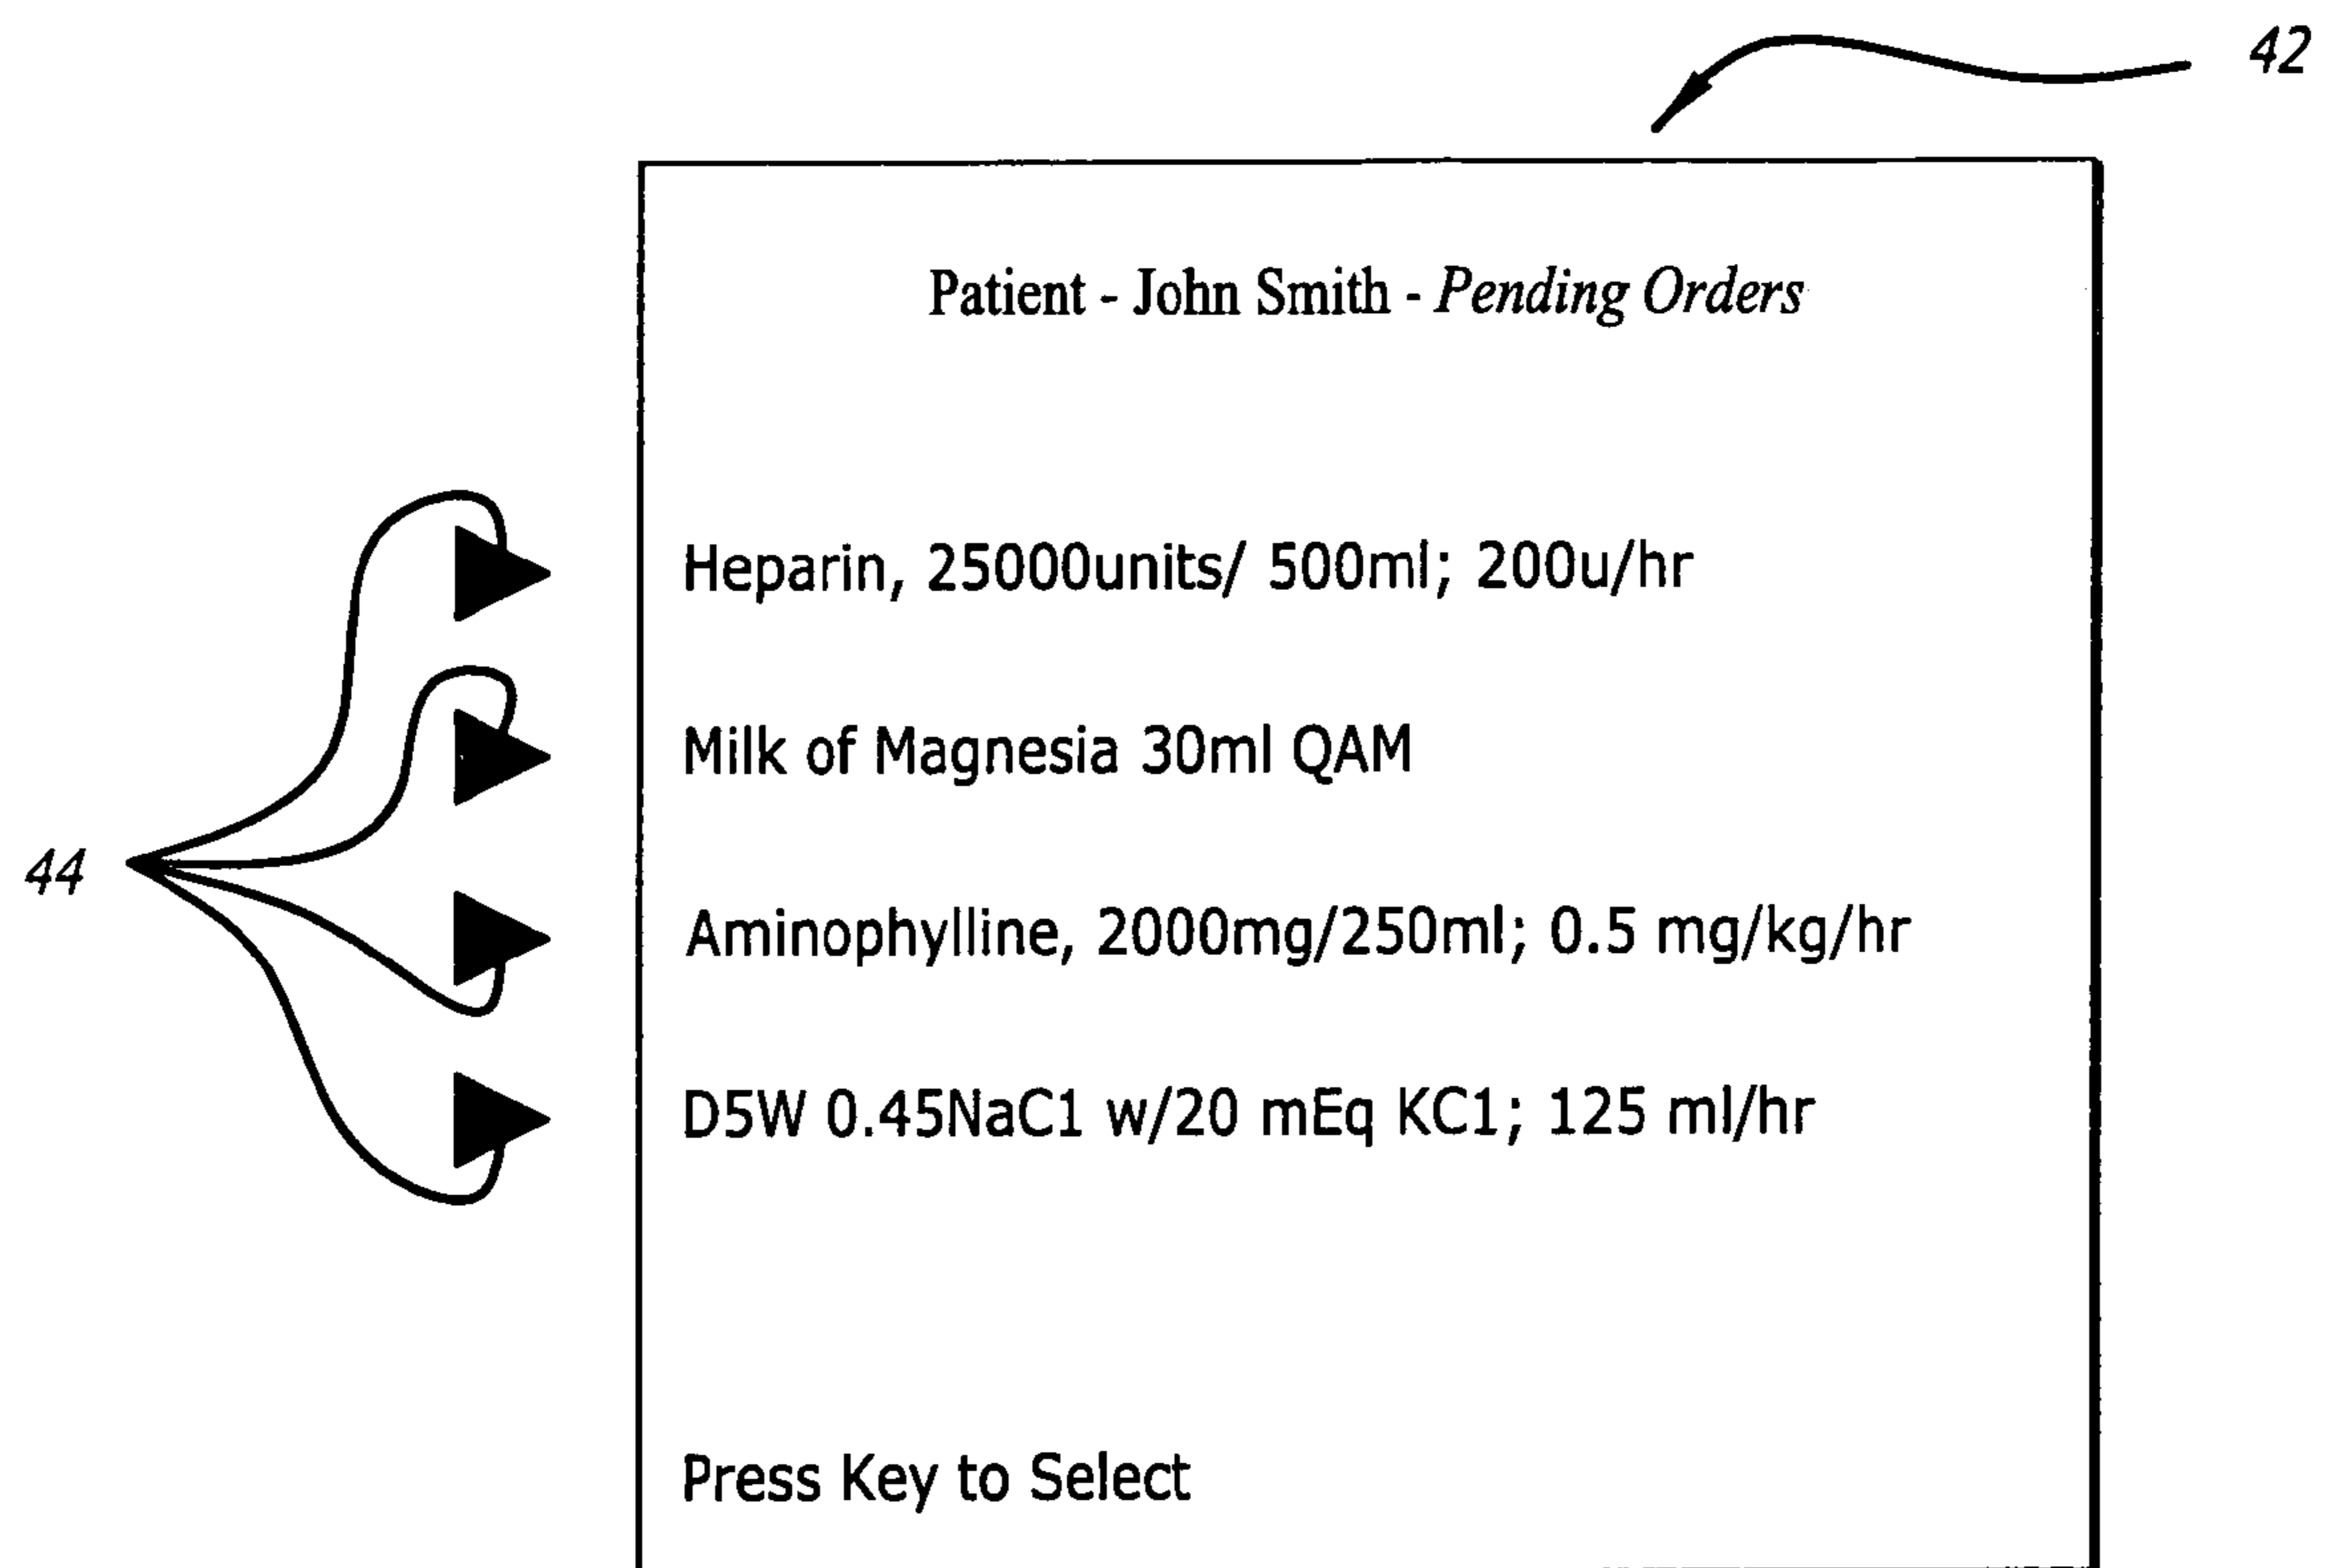 42
Patient - John Smith - Pending Orders
Heparin, 25000units/ 500ml; 200u/hr
Milk of Magnesia 30ml QAM
44
Aminophylline, 2000mg/250ml; 0.5 mg/kg/hr
D5W 0.45NaC1 w/20 mEq KC1; 125 ml/hr
Press Key to Select